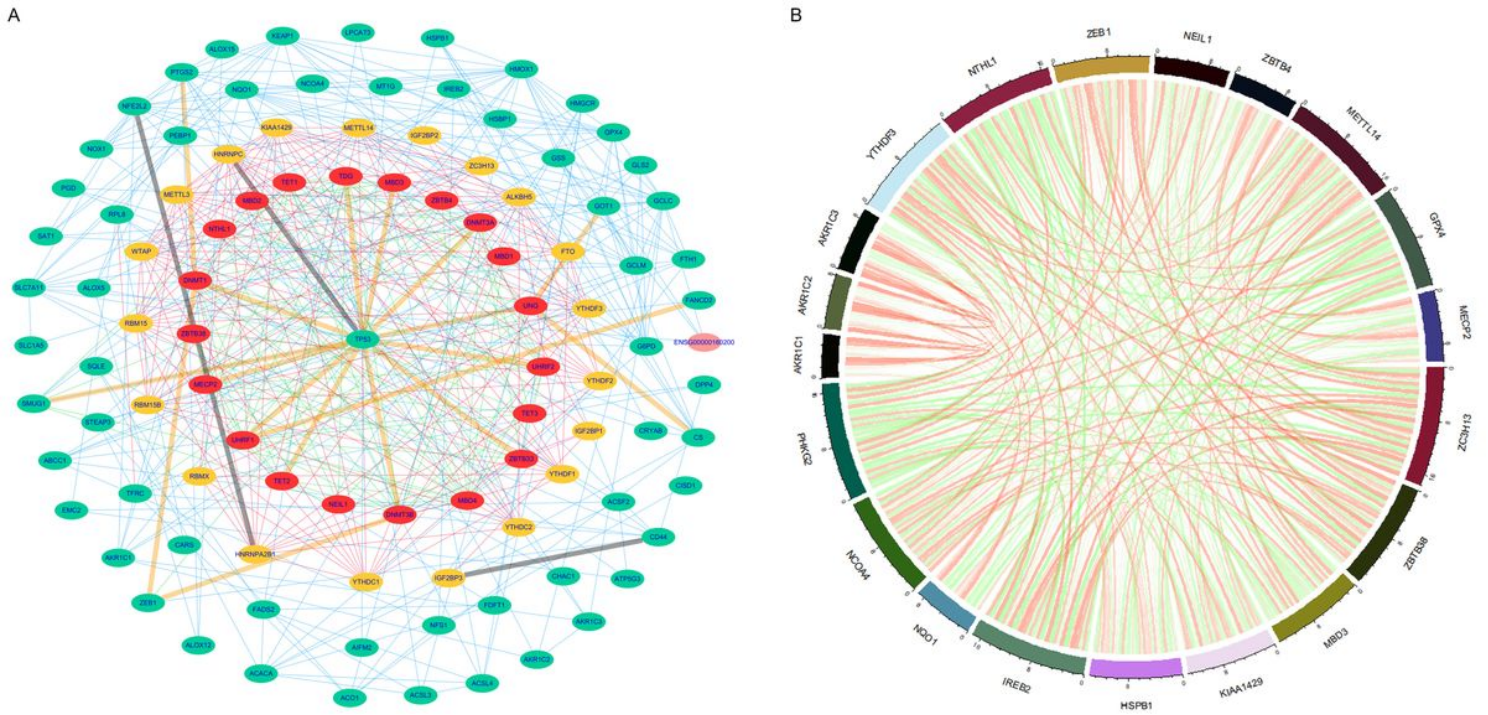 A
B
KEAP1
LPCAT3
HSPB1
ALOX15
PTGS2
HMOX1
NQO1
NCOA4
MT1G
IREB2
NFE2L2
HMGCR
HSBP1
PEBP1
KIAA1429
METTL14
IGF2BP2
GPX4
NOX1
HNRNPC
ZC3H13
GSS
GLS2
PGD
METTL3
TET1
TDG
MBD3
ALKBH5
MBD2
ZBTB4
GOT1
GCLC
RPL8
DNMT3A
SAT1
NTHL1
WTAP
MBD1
FTO
GCLM
FTH1
SLC7A11
ALOX5
DNMT1
UNG
YTHDF3
FANCD2
RBM15
ZBTB38
TP53
SLC1A5
G6PD
ENSG00000160200
SQLE
MECP2
UHRF2
YTHDF2
DPP4
SMUG1
RBM15B
TET3
STEAP3
IGF2BP1
CRYAB
CS
UHRF1
ABCC1
ZBTB33
YTHDF1
RBMX
TET2
TFRC
CISD1
NEIL1
MBD4
ACSF2
EMC2
DNMT3B
YTHDC2
CD44
CARS
AKR1C1
HNRNPA2B1
YTHDC1
IGF2BP3
CHAC1
ATP5G3
ZEB1
FADS2
FDFT1
NFS1
AKR1C3
ALOX12
AIFM2
AKR1C2
ACACA
ACO1
ACSL3
ACSL4
ZEB1
NEIL1
ZBTB4
NTHL1
METTL14
YTHDF3
GPX4
AKR1C3
AKR1C2
MECP2
AKR1C1
ZC3H13
PHKG2
ZBTB38
NCOA4
MBD3
NQO1
IREB2
HSPB1
KIAA1429